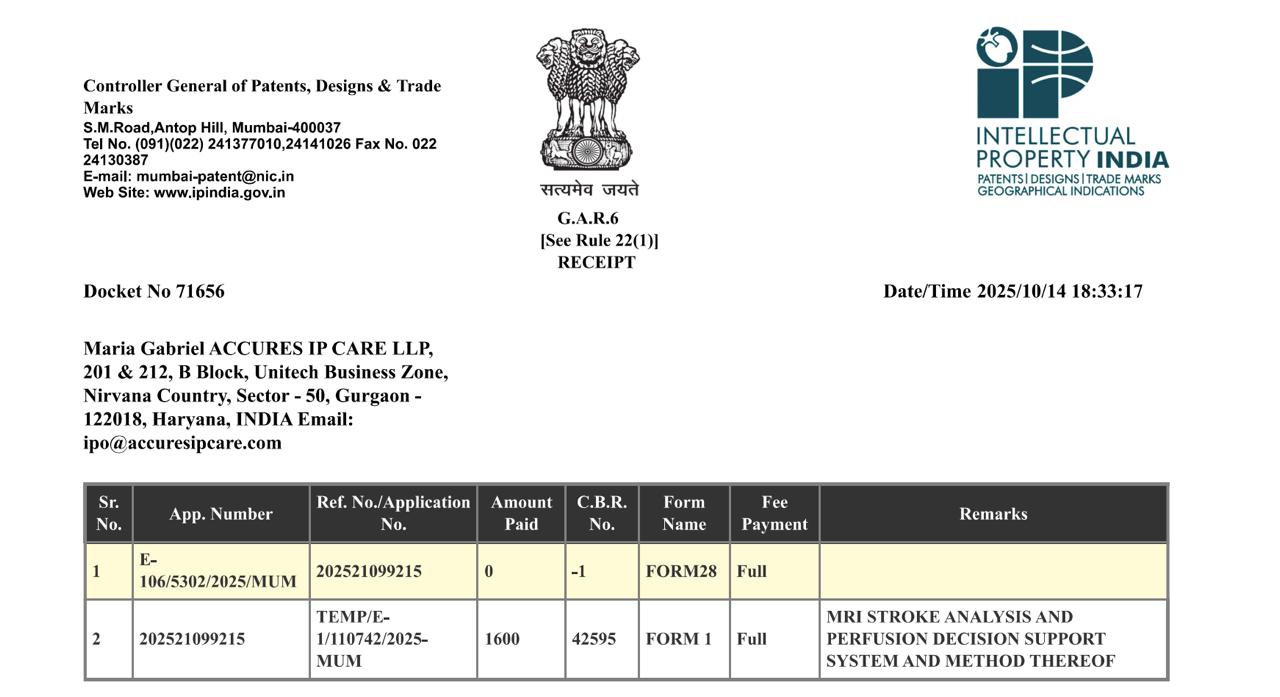 Controller General of Patents, Designs & Trade
Marks
S.M.Road,Antop Hill, Mumbai-400037
Tel No. (091)(022) 241377010,24141026 Fax No. 022
24130387
E-mail: mumbai-patent@nic.in
Web Site: www.ipindia.gov.in
सत्यमेव जयते
G.A.R.6
[See Rule 22(1)]
RECEIPT
INTELLECTUAL
PROPERTY INDIA
PATENTS | DESIGNS | TRADE MARKS
GEOGRAPHICAL INDICATIONS
Docket No 71656
Date/Time 2025/10/14 18:33:17
Maria Gabriel ACCURES IP CARE LLP,
201 & 212, B Block, Unitech Business Zone,
Nirvana Country, Sector - 50, Gurgaon -
122018, Haryana, INDIA Email:
ipo@accuresipcare.com
Sr. No. App. Number Ref. No./Application No. Amount Paid C.B.R. No. Form Name Fee Payment Remarks
1 E-106/5302/2025/MUM 202521099215 0 -1 FORM28 Full
2 202521099215 TEMP/E-1/110742/2025-MUM 1600 42595 FORM 1 Full MRI STROKE ANALYSIS AND PERFUSION DECISION SUPPORT SYSTEM AND METHOD THEREOF